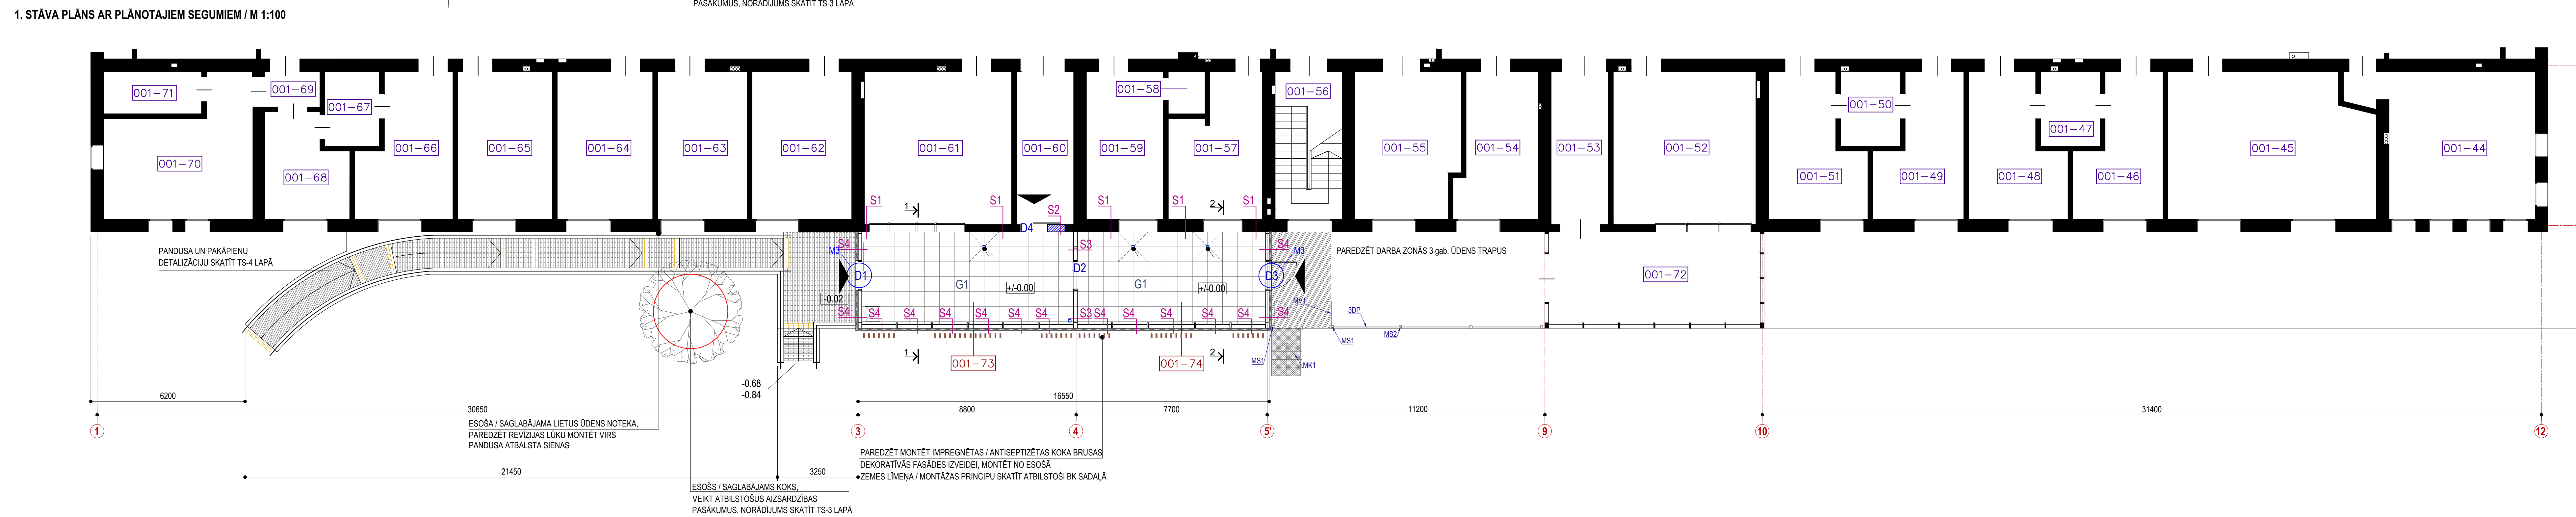 PASĀKUMUS, NORĀDĪJUMS SKATĪT TS-3 LAPĀ
1. STĀVA PLĀNS AR PLĀNOTAJIEM SEGUMIEM / M 1:100
001-71
001-69
001-67
001-70
001-68
001-66
001-65
001-64
001-63
001-62
001-61
001-60
001-59
001-58
001-57
001-56
001-55
001-54
001-53
001-52
001-51
001-50
001-49
001-48
001-47
001-46
001-45
001-44
S1
1
S1
S2
D4
S1
S1
2
S1
PANDUSA UN PAKĀPIENU
DETALIZĀCIJU SKATĪT TS-4 LAPĀ
S4
M3
D1
S3
D2
S4
M3
D3
PAREDZĒT DARBA ZONĀS 3 gab. ŪDENS TRAPUS
001-72
G1
+/-0.00
G1
+/-0.00
-0.02
S4
S4
S4
S4
S4
S4
S4
S3
S4
S4
S4
S4
S4
S4
MV1
3DP
MS1
MS2
MS1
MK1
1
001-73
001-74
2
-0.68
-0.84
6200
16550
30650
8800
7700
11200
31400
1
3
4
5'
9
10
12
ESOŠA / SAGLABĀJAMA LIETUS ŪDENS NOTEKA,
PAREDZĒT REVĪZIJAS LŪKU MONTĒT VIRS
PANDUSA ATBALSTA SIENAS
PAREDZĒT MONTĒT IMPREGNĒTAS / ANTISEPTIZĒTAS KOKA BRUSAS
DEKORATĪVĀS FASĀDES IZVEIDEI, MONTĒT NO ESOŠĀ
ZEMES LĪMEŅA / MONTĀŽAS PRINCIPU SKATĪT ATBILSTOŠI BK SADAĻĀ
21450
3250
ESOŠS / SAGLABĀJAMS KOKS,
VEIKT ATBILSTOŠUS AIZSARDZĪBAS
PASĀKUMUS, NORĀDĪJUMS SKATĪT TS-3 LAPĀ